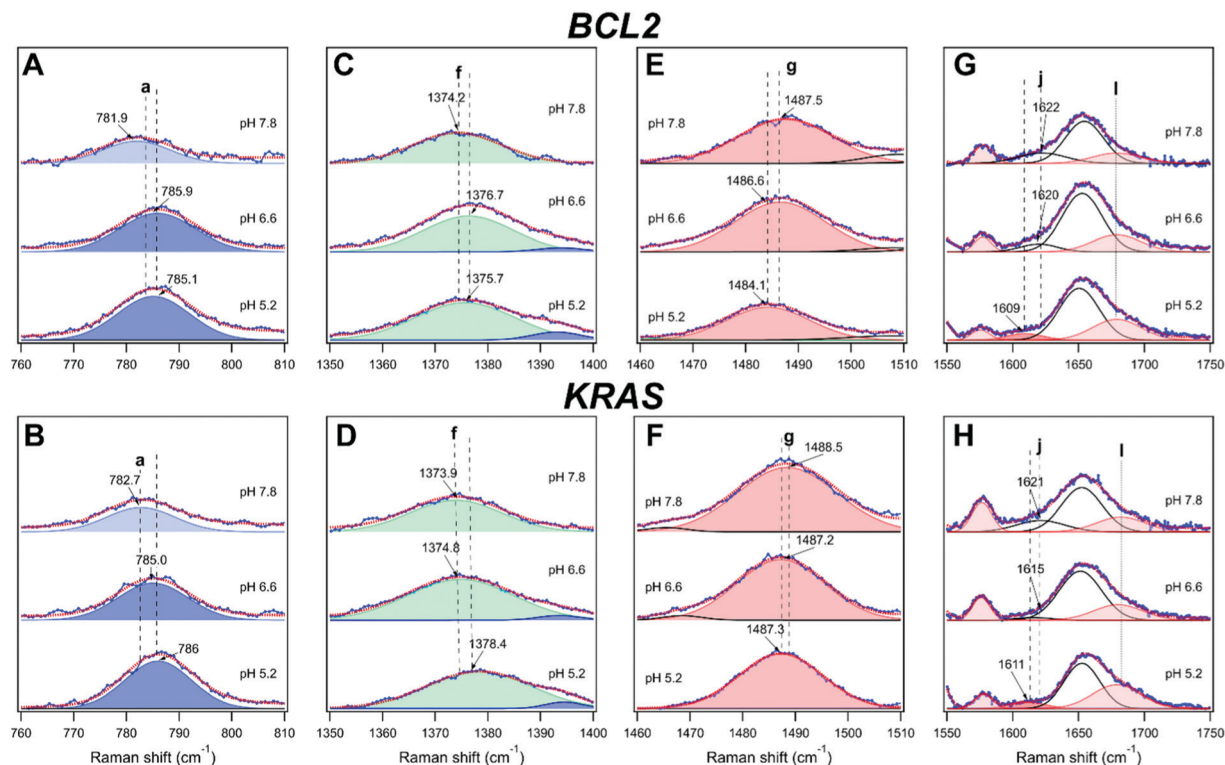 BCL2
A
a
781.9
pH 7.8
785.9
pH 6.6
785.1
pH 5.2
760 770 780 790 800 810
C
f
1374.2
pH 7.8
1376.7
pH 6.6
1375.7
pH 5.2
1350 1360 1370 1380 1390 1400
E
g
1487.5
pH 7.8
1486.6
pH 6.6
1484.1
pH 5.2
1460 1470 1480 1490 1500 1510
G
j
l
1622
pH 7.8
1620
pH 6.6
1609
pH 5.2
1550 1600 1650 1700 1750
KRAS
B
a
782.7
pH 7.8
785.0
pH 6.6
786
pH 5.2
760 770 780 790 800 810
Raman shift (cm⁻¹)
D
f
1373.9
pH 7.8
1374.8
pH 6.6
1378.4
pH 5.2
1350 1360 1370 1380 1390 1400
Raman shift (cm⁻¹)
F
g
1488.5
pH 7.8
1487.2
pH 6.6
1487.3
pH 5.2
1460 1470 1480 1490 1500 1510
Raman shift (cm⁻¹)
H
j
l
1621
pH 7.8
1615
pH 6.6
1611
pH 5.2
1550 1600 1650 1700 1750
Raman shift (cm⁻¹)